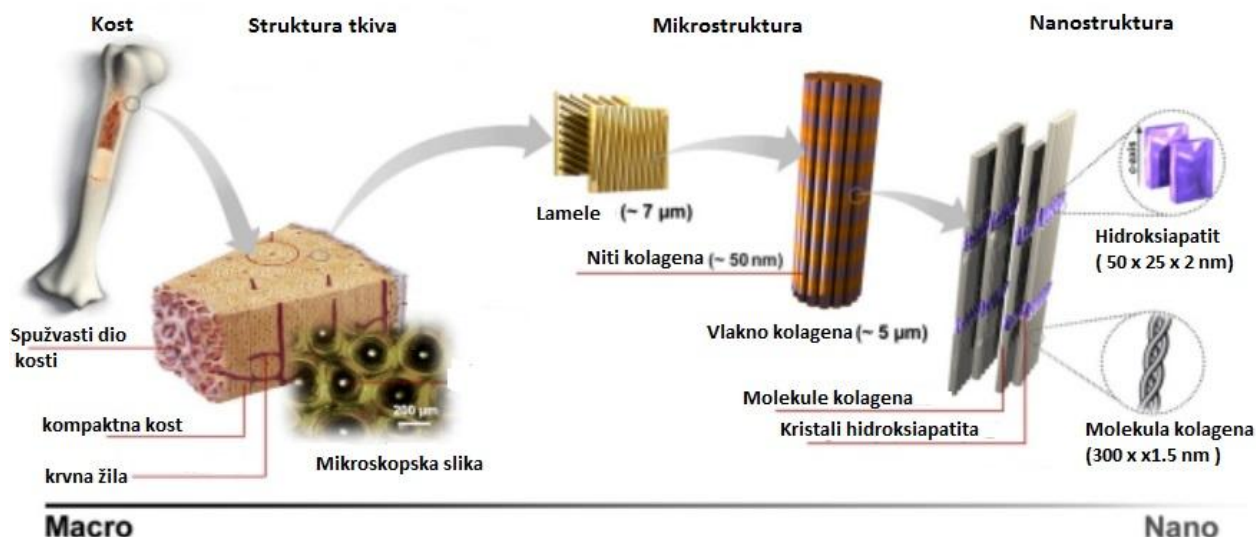 Kost
Struktura tkiva
Mikrostruktura
Nanostruktura
Lamele (~ 7 µm)
Niti kolagena (~ 50 nm)
Vlakno kolagena (~ 5 µm)
c-axis
Hidroksiapatit
( 50 x 25 x 2 nm)
Spužvasti dio
kosti
kompaktna kost
krvna žila
200 µm
Mikroskopska slika
Molekule kolagena
Kristali hidroksiapatita
Molekula kolagena
(300 x x1.5 nm )
Macro
Nano